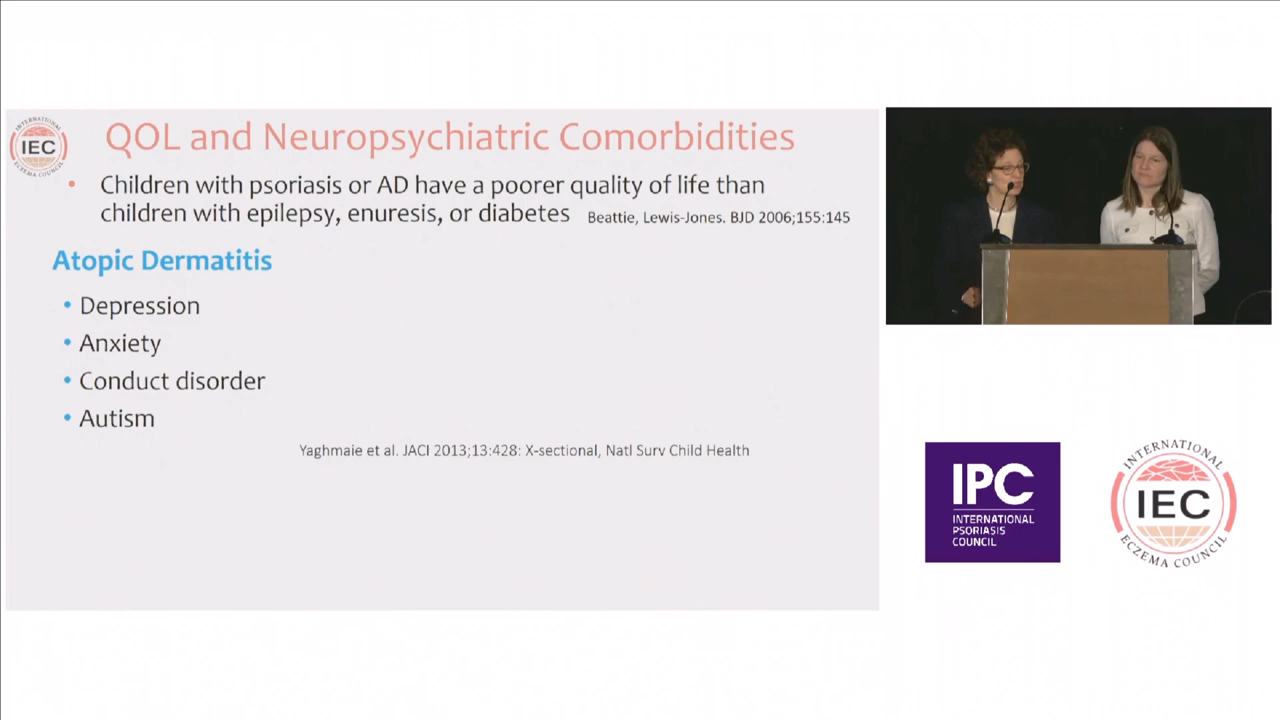 INTERNATIONAL
IEC
ECZEMA COUNCIL
QOL and Neuropsychiatric Comorbidities
• Children with psoriasis or AD have a poorer quality of life than
children with epilepsy, enuresis, or diabetes Beattie, Lewis-Jones. BJD 2006;155:145
Atopic Dermatitis
• Depression
• Anxiety
• Conduct disorder
• Autism
Yaghmaie et al. JACI 2013;13:428: X-sectional, Natl Surv Child Health
IPC
INTERNATIONAL
PSORIASIS
COUNCIL
INTERNATIONAL
IEC
ECZEMA COUNCIL